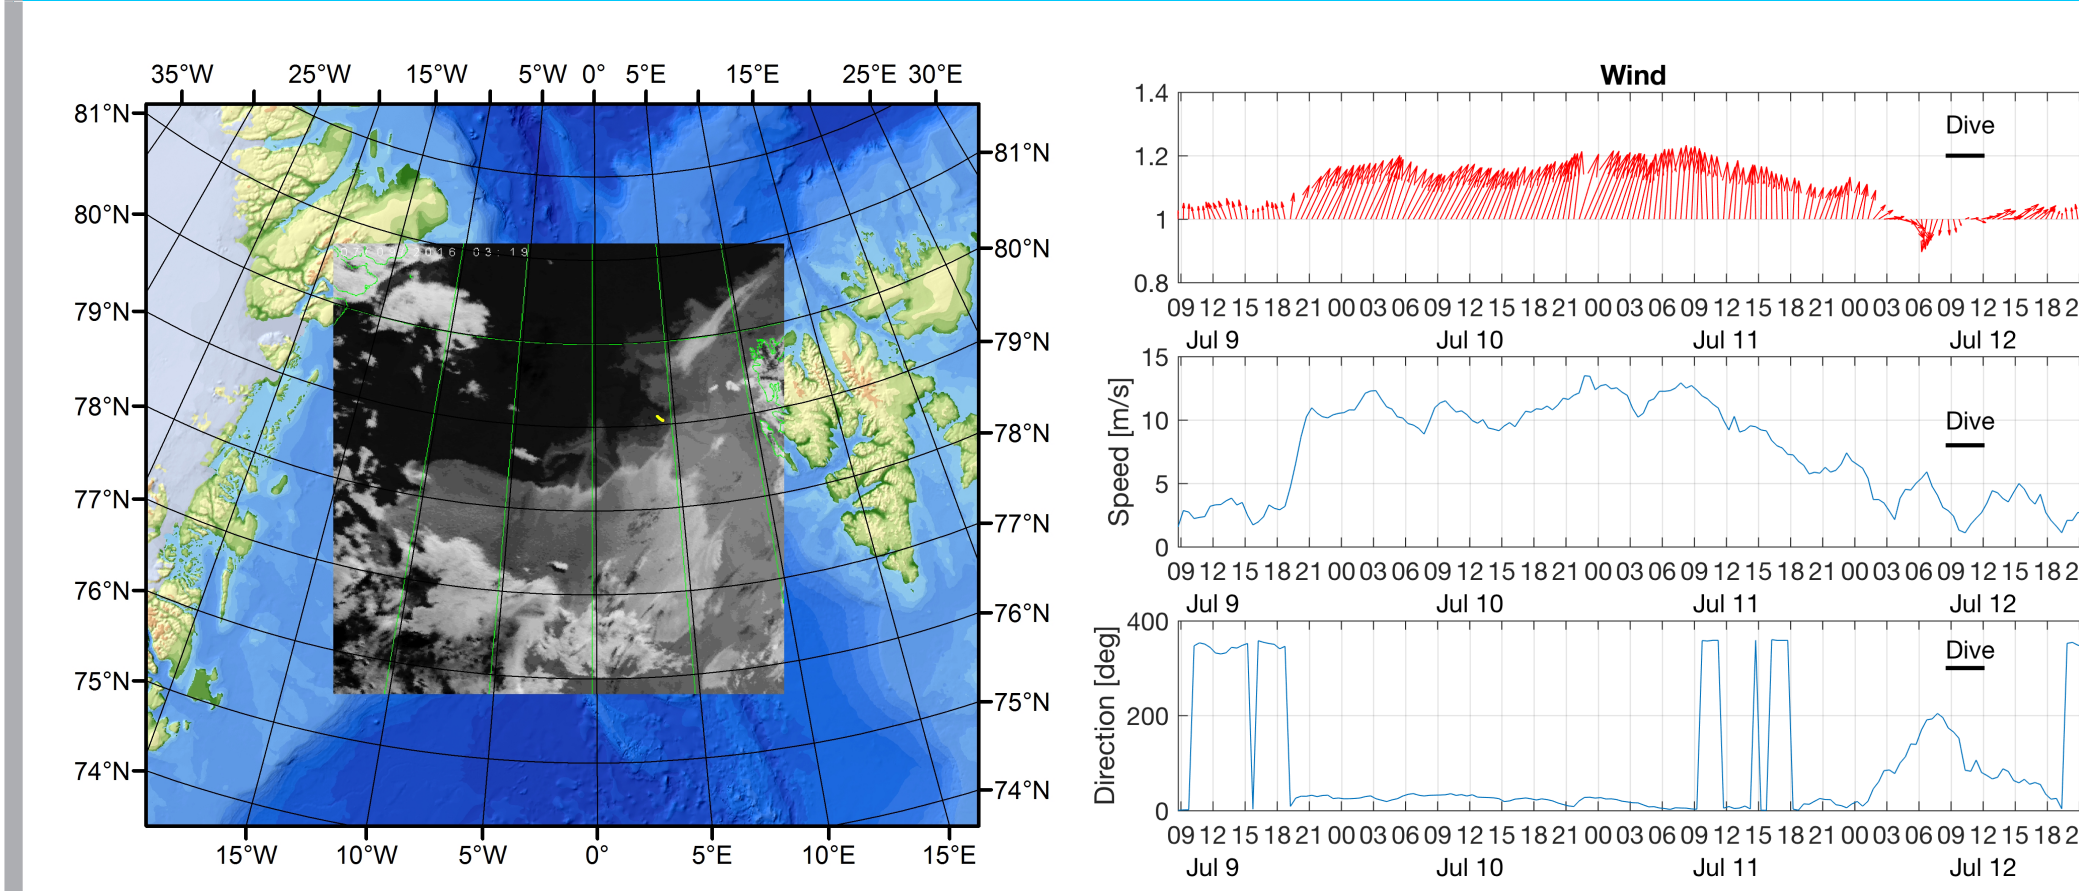 35°W 25°W 15°W 5°W 0° 5°E 15°E 25°E 30°E
81°N
80°N
79°N
78°N
77°N
76°N
75°N
74°N
2016 03:19
81°N
80°N
79°N
78°N
77°N
76°N
75°N
74°N
15°W 10°W 5°W 0° 5°E 10°E 15°E
Wind
1.4
1.2
1
0.8
Dive
09 12 15 18 21 00 03 06 09 12 15 18 21 00 03 06 09 12 15 18 21 00 03 06 09 12 15 18
Jul 9 Jul 10 Jul 11 Jul 12
Speed [m/s]
15
10
5
0
Dive
09 12 15 18 21 00 03 06 09 12 15 18 21 00 03 06 09 12 15 18 21 00 03 06 09 12 15 18
Jul 9 Jul 10 Jul 11 Jul 12
Direction [deg]
400
200
0
Dive
09 12 15 18 21 00 03 06 09 12 15 18 21 00 03 06 09 12 15 18 21 00 03 06 09 12 15 18
Jul 9 Jul 10 Jul 11 Jul 12